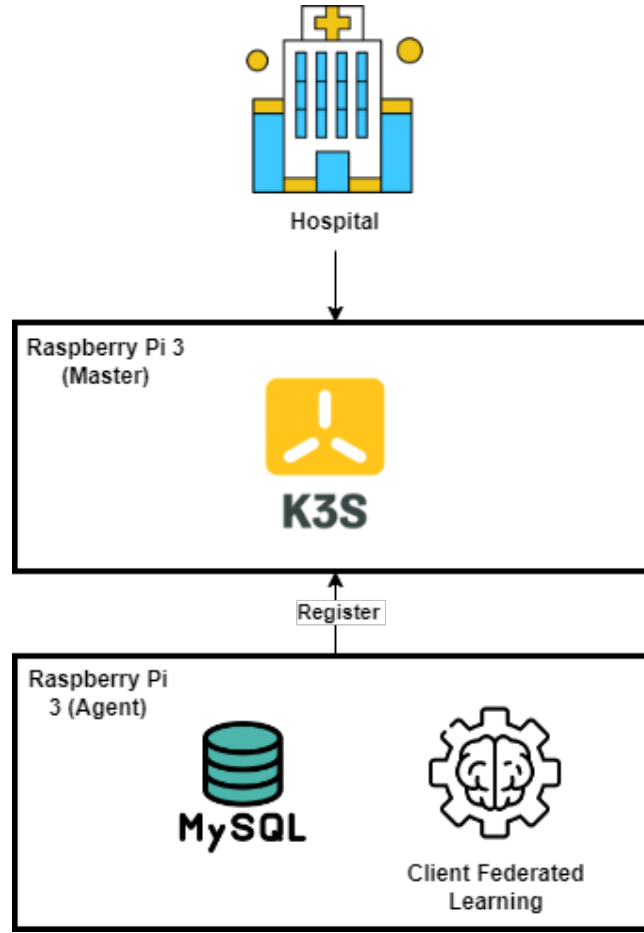 Hospital
Raspberry Pi 3
(Master)
K3S
Register
Raspberry Pi
3 (Agent)
MySQL
Client Federated
Learning